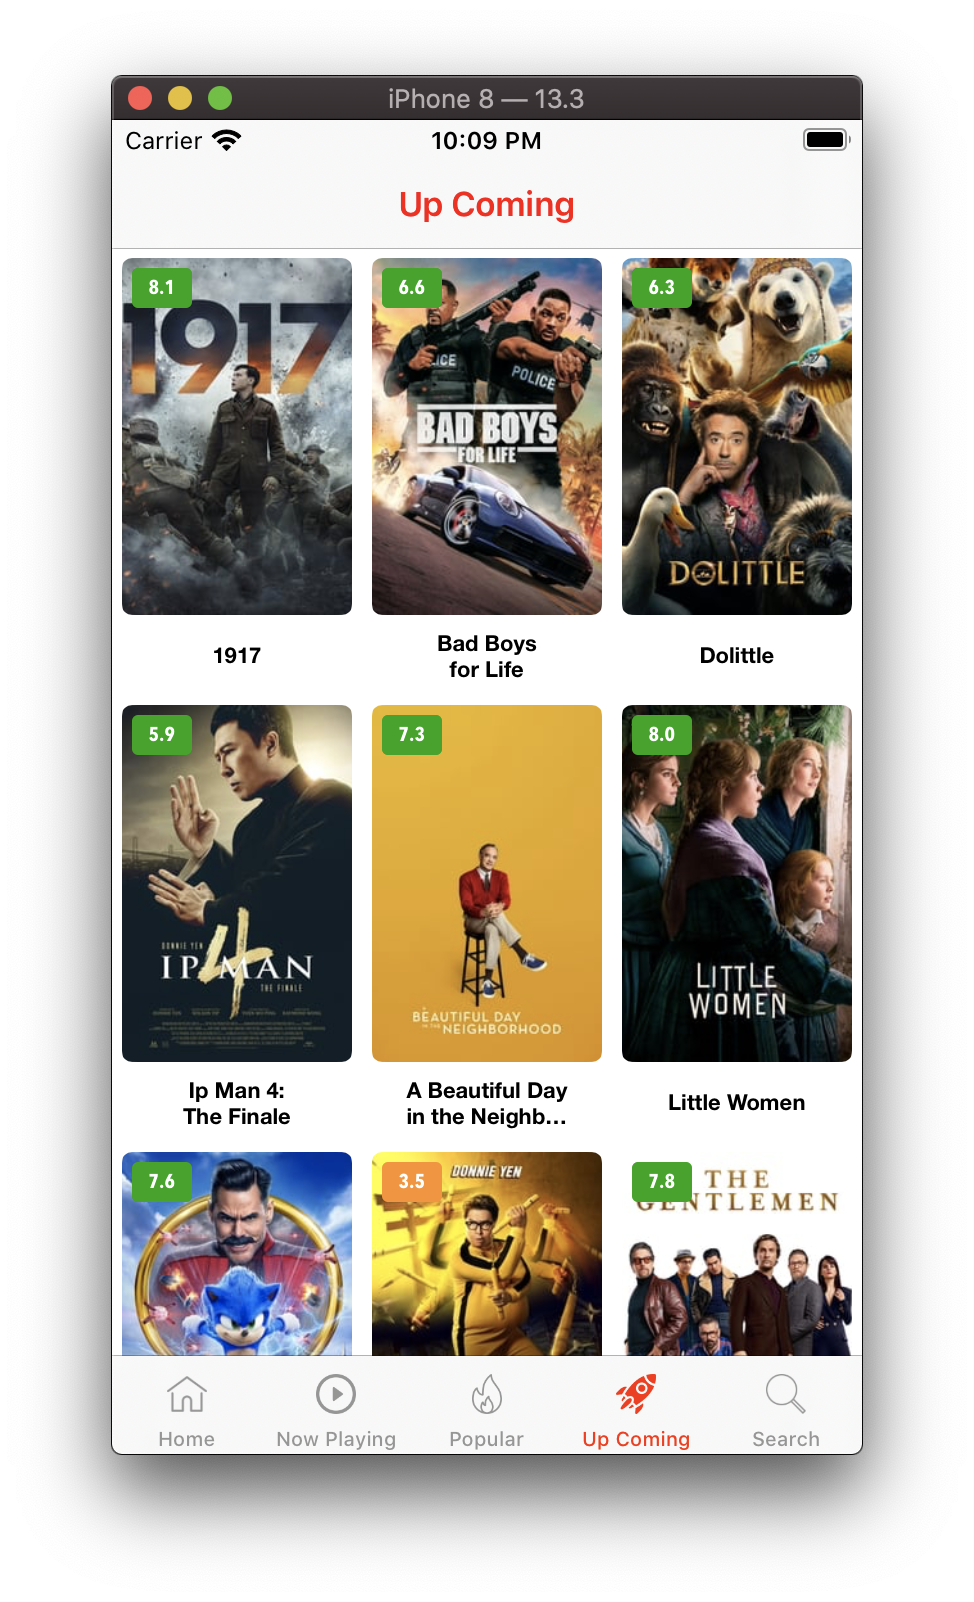 iPhone 8 — 13.3
Carrier
10:09 PM
Up Coming
8.1
1917
6.6
POLICE
POLICE
BAD BOYS
FOR LIFE
6.3
DOLITTLE
1917
Bad Boys
for Life
Dolittle
5.9
DONNIE YEN
IP MAN
4
THE FINALE
7.3
A
BEAUTIFUL DAY
IN THE NEIGHBORHOOD
8.0
LITTLE
WOMEN
Ip Man 4:
The Finale
A Beautiful Day
in the Neighb...
Little Women
7.6
3.5
DONNIE YEN
7.8
THE
GENTLEMEN
Home
Now Playing
Popular
Up Coming
Search